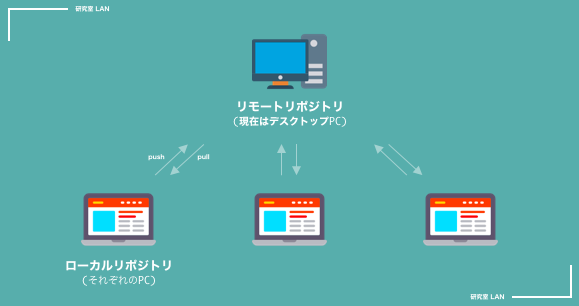 研究室 LAN
リモートリポジトリ
(現在はデスクトップPC)
push
pull
ローカルリポジトリ
(それぞれのPC)
研究室 LAN